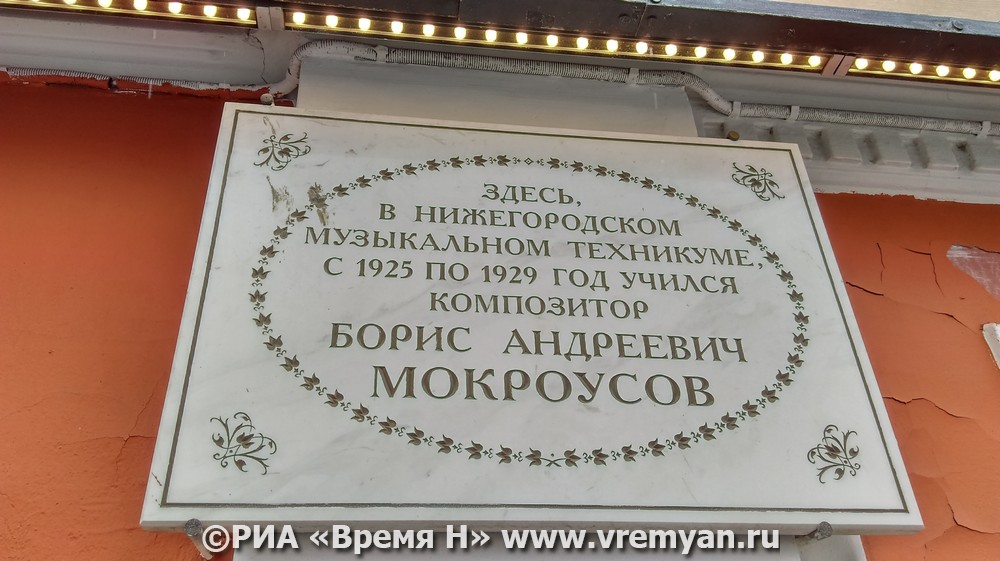 ЗДЕСЬ,
В НИЖЕГОРОДСКОМ
МУЗЫКАЛЬНОМ ТЕХНИКУМЕ,
С 1925 ПО 1929 ГОД УЧИЛСЯ
КОМПОЗИТОР
БОРИС АНДРЕЕВИЧ
МОКРОУСОВ
©РИА «Время Н» www.vremyan.ru